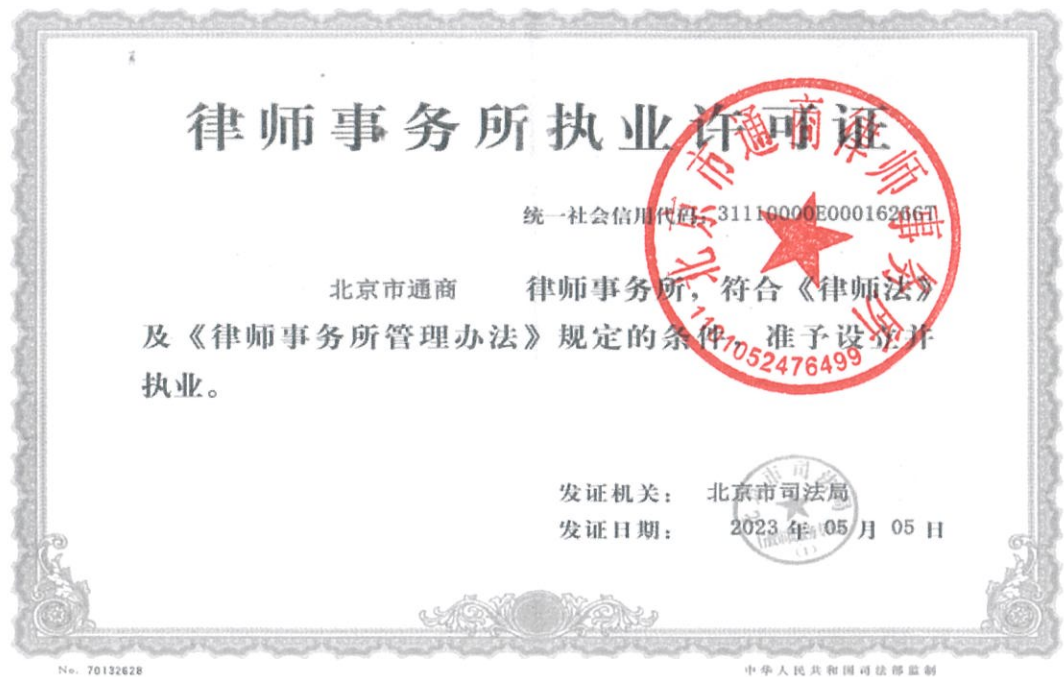 律师事务所执业许可证
统一社会信用代码: 31110000E00016266T
北京市通商 律师事务所，符合《律师法》
及《律师事务所管理办法》规定的条件，准予设立并
执业。
发证机关： 北京市司法局
发证日期： 2023 年 05 月 05 日
No. 70132628
中华人民共和国司法部监制
北京市通商律师事务所
1101052476499